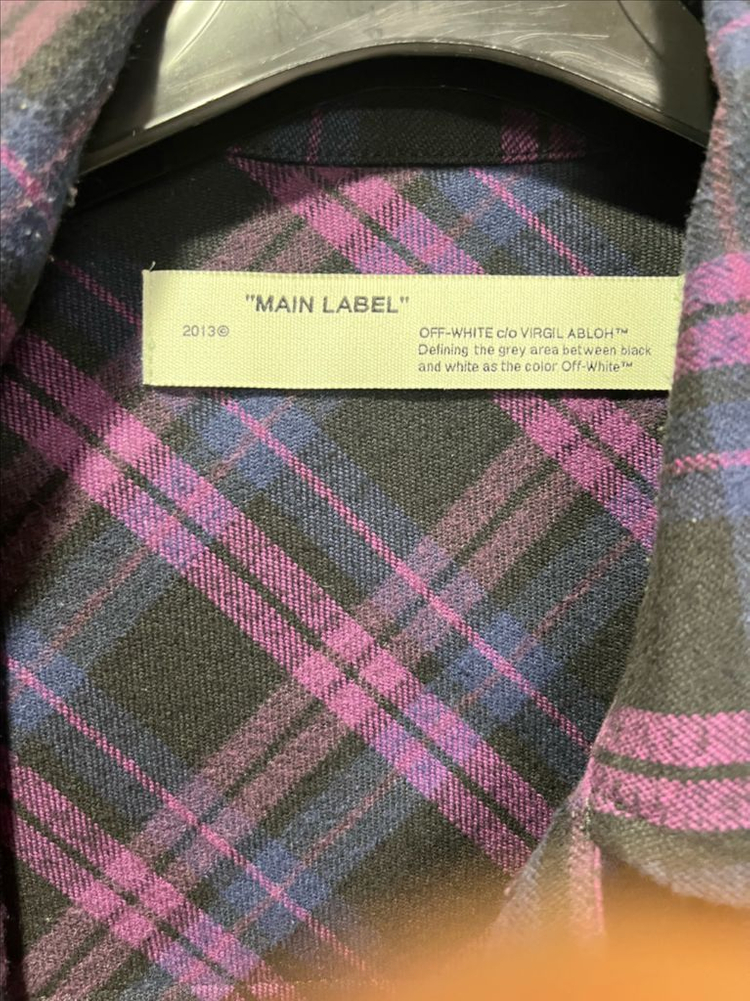 "MAIN LABEL"
2013©
OFF-WHITE c/o VIRGIL ABLOH™
Defining the grey area between black
and white as the color Off-White™